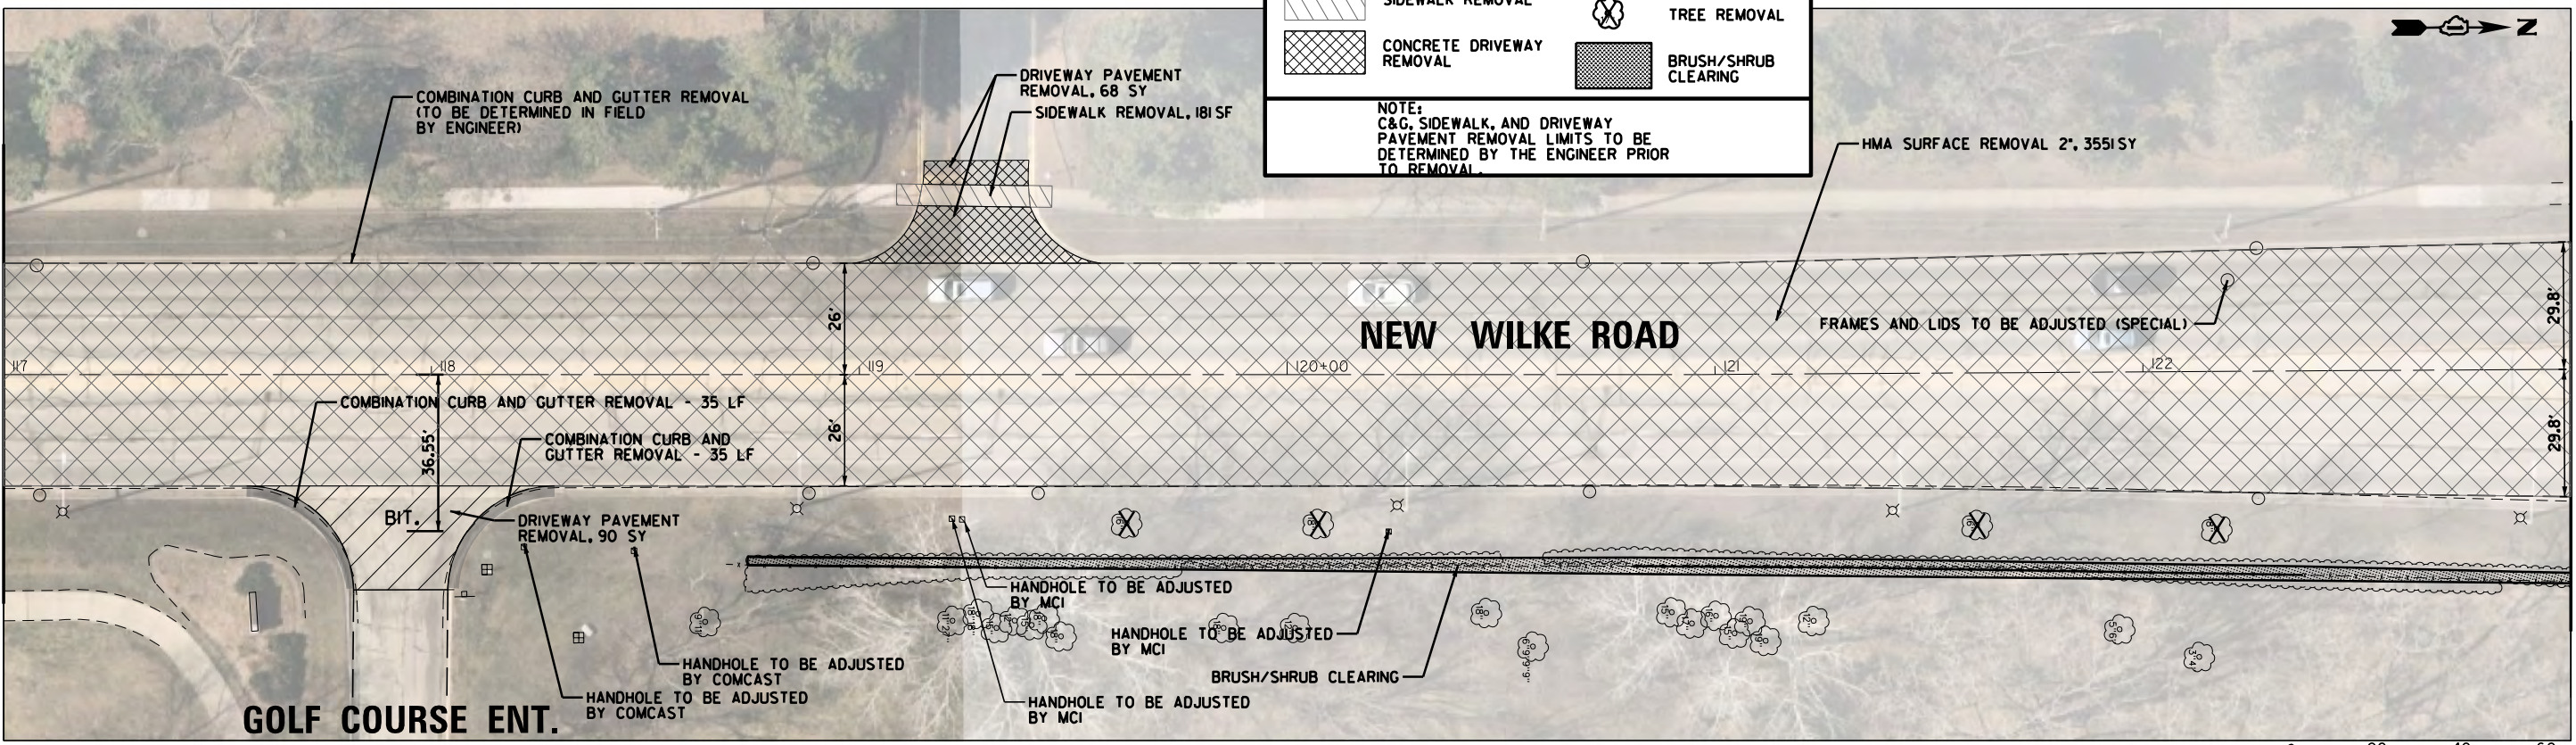 SIDEWALK REMOVAL
TREE REMOVAL
CONCRETE DRIVEWAY
REMOVAL
BRUSH/SHRUB
CLEARING
NOTE:
C&G, SIDEWALK, AND DRIVEWAY
PAVEMENT REMOVAL LIMITS TO BE
DETERMINED BY THE ENGINEER PRIOR
TO REMOVAL.
N
COMBINATION CURB AND GUTTER REMOVAL
(TO BE DETERMINED IN FIELD
BY ENGINEER)
DRIVEWAY PAVEMENT
REMOVAL, 68 SY
SIDEWALK REMOVAL, 181 SF
HMA SURFACE REMOVAL 2", 3551 SY
26'
NEW WILKE ROAD
FRAMES AND LIDS TO BE ADJUSTED (SPECIAL)
29.8'
117
118
119
120+00
121
122
COMBINATION CURB AND GUTTER REMOVAL - 35 LF
36.55'
COMBINATION CURB AND
GUTTER REMOVAL - 35 LF
26'
29.8'
BIT.
DRIVEWAY PAVEMENT
REMOVAL, 90 SY
HANDHOLE TO BE ADJUSTED
BY MCI
HANDHOLE TO BE ADJUSTED
BY MCI
HANDHOLE TO BE ADJUSTED
BY COMCAST
BRUSH/SHRUB CLEARING
HANDHOLE TO BE ADJUSTED
BY COMCAST
HANDHOLE TO BE ADJUSTED
BY MCI
GOLF COURSE ENT.